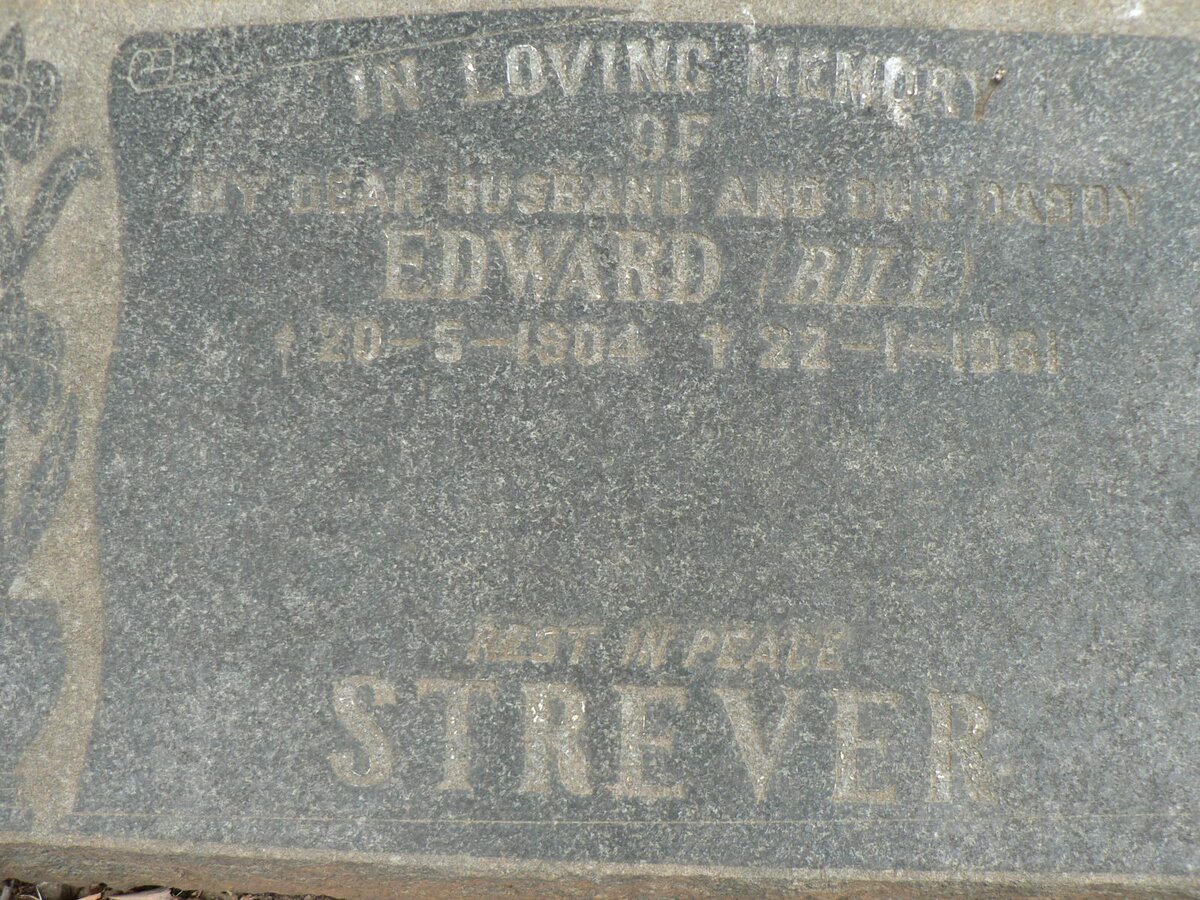 IN LOVING MEMORY
OF
MY DEAR HUSBAND AND OUR DADDY
EDWARD (BILL)
†20-5-1904 †22-1-1961
REST IN PEACE
STREVER